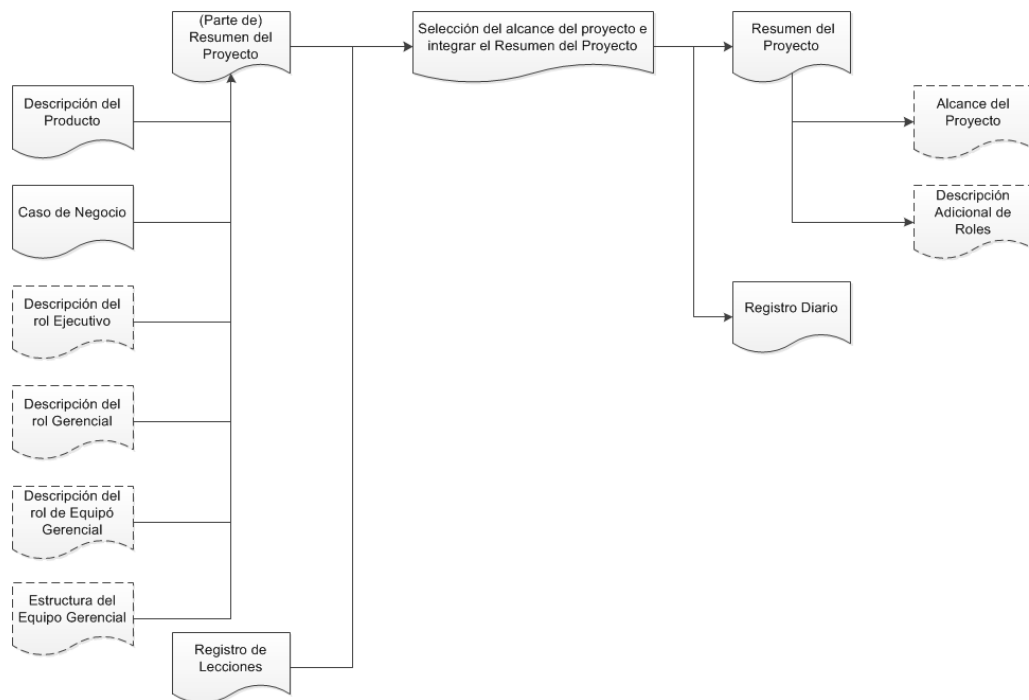 (Parte de)
Resumen del
Proyecto
Selección del alcance del proyecto e
integrar el Resumen del Proyecto
Resumen del
Proyecto
Descripción del
Producto
Alcance del
Proyecto
Caso de Negocio
Descripción
Adicional de
Roles
Descripción del
rol Ejecutivo
Registro Diario
Descripción del
rol Gerencial
Descripción del
rol de Equipó
Gerencial
Estructura del
Equipo Gerencial
Registro de
Lecciones